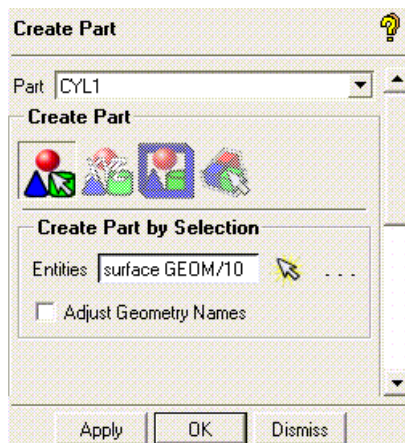 Create Part
Part CYL1
Create Part
Create Part by Selection
Entities surface GEOM/10 ...
Adjust Geometry Names
Apply OK Dismiss